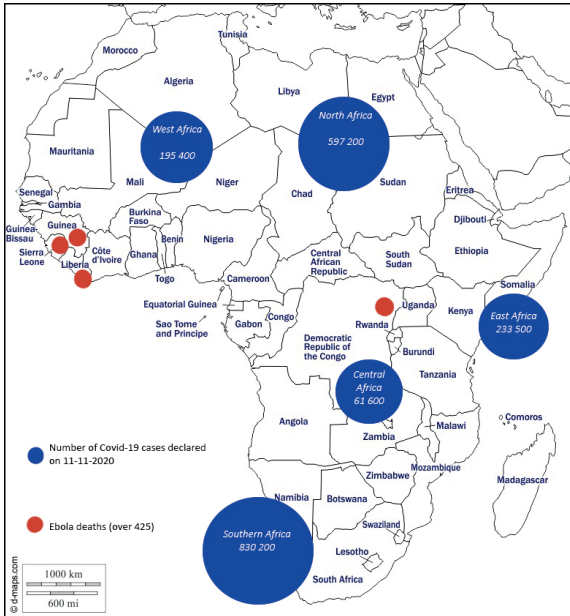 Tunisia
Morocco
Algeria
Libya
Egypt
West Africa
195 400
North Africa
597 200
Mauritania
Mali
Niger
Chad
Sudan
Eritrea
Senegal
Gambia
Guinea-
Bissau
Guinea
Sierra
Leone
Liberia
Côte
d'Ivoire
Burkina
Faso
Ghana
Togo
Benin
Nigeria
Cameroon
Central
African
Republic
South
Sudan
Djibouti
Ethiopia
Somalia
Equatorial Guinea
Sao Tome
and Principe
Gabon
Congo
Democratic
Republic of
the Congo
Uganda
Rwanda
Burundi
Kenya
East Africa
233 500
Tanzania
Central
Africa
61 600
Angola
Zambia
Malawi
Mozambique
Comoros
Madagascar
Zimbabwe
Namibia
Botswana
Swaziland
Lesotho
South Africa
Southern Africa
830 200
Number of Covid-19 cases declared
on 11-11-2020
Ebola deaths (over 425)
1000 km
600 mi
© d-maps.com